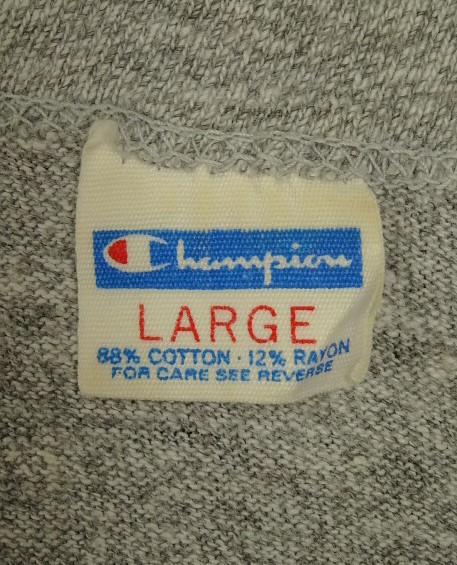 Champion
LARGE
88% COTTON · 12% RAYON
FOR CARE SEE REVERSE